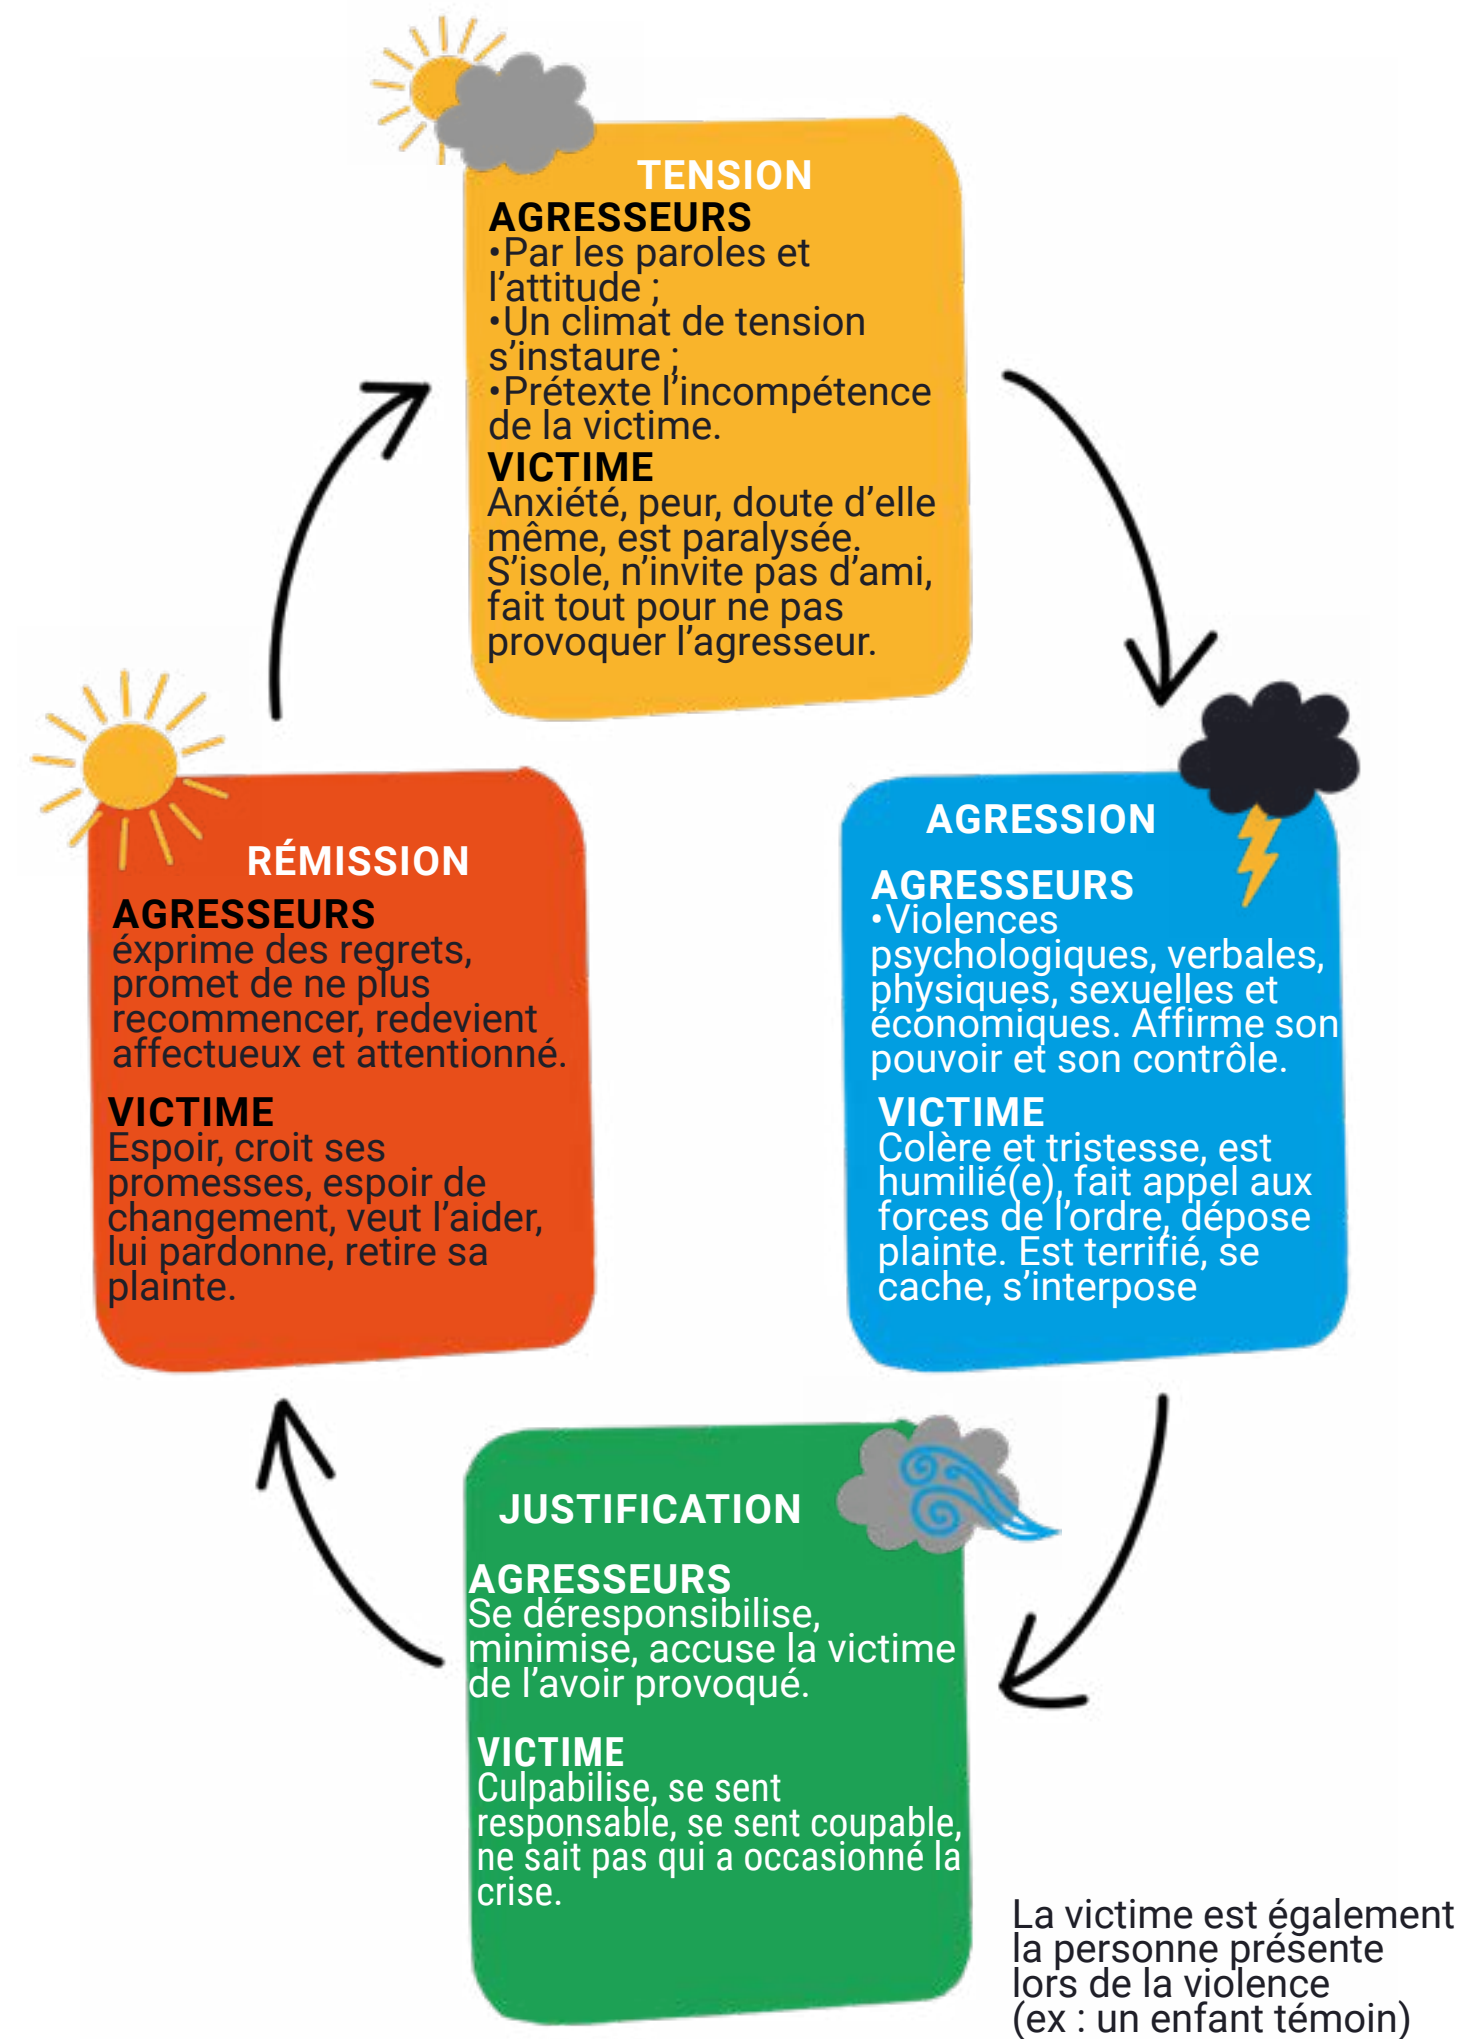 TENSION
AGRESSEURS
•Par les paroles et
l’attitude ;
•Un climat de tension
s’instaure ;
•Prétexte l’incompétence
de la victime.
VICTIME
Anxiété, peur, doute d’elle
même, est paralysée.
S’isole, n’invite pas d’ami,
fait tout pour ne pas
provoquer l’agresseur.
AGRESSION
AGRESSEURS
•Violences
psychologiques, verbales,
physiques, sexuelles et
économiques. Affirme son
pouvoir et son contrôle.
VICTIME
Colère et tristesse, est
humilié(e), fait appel aux
forces de l’ordre, dépose
plainte. Est terrifié, se
cache, s’interpose
JUSTIFICATION
AGRESSEURS
Se déresponsibilise,
minimise, accuse la victime
de l’avoir provoqué.
VICTIME
Culpabilise, se sent
responsable, se sent coupable,
ne sait pas qui a occasionné la
crise.
RÉMISSION
AGRESSEURS
éxprime des regrets,
promet de ne plus
recommencer, redevient
affectueux et attentionné.
VICTIME
Espoir, croit ses
promesses, espoir de
changement, veut l’aider,
lui pardonne, retire sa
plainte.
La victime est également
la personne présente
lors de la violence
(ex : un enfant témoin)